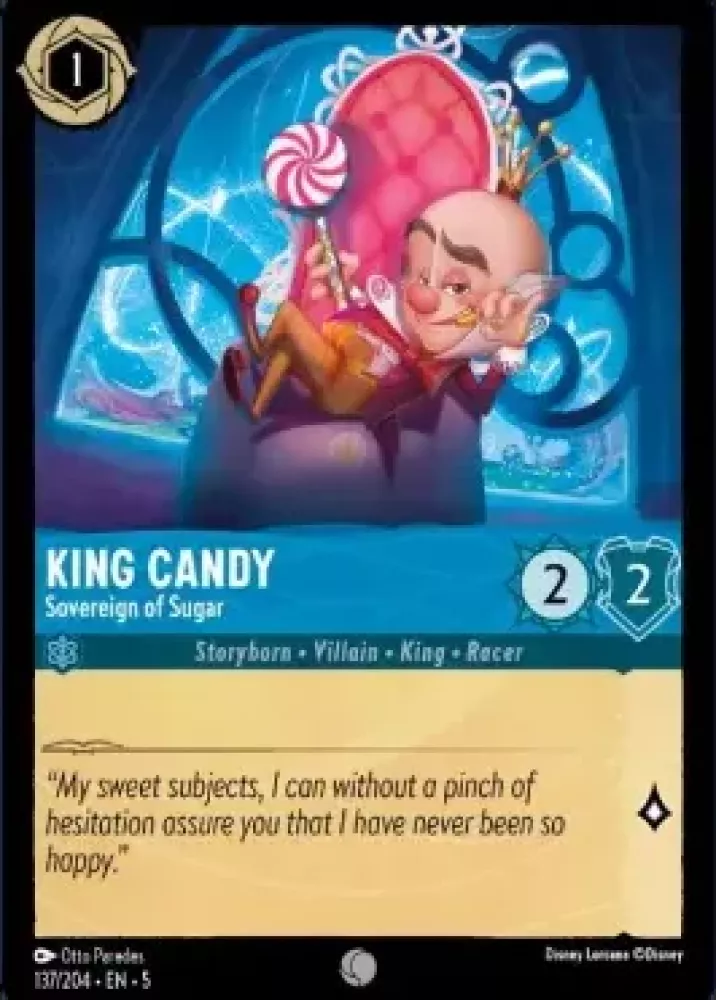 1
KING CANDY
Sovereign of Sugar
2
2
Storyborn • Villain • King • Racer
"My sweet subjects, I can without a pinch of
hesitation assure you that I have never been so
happy."
Otto Paredes
137/204 • EN • 5
Disney Lorcana ©Disney